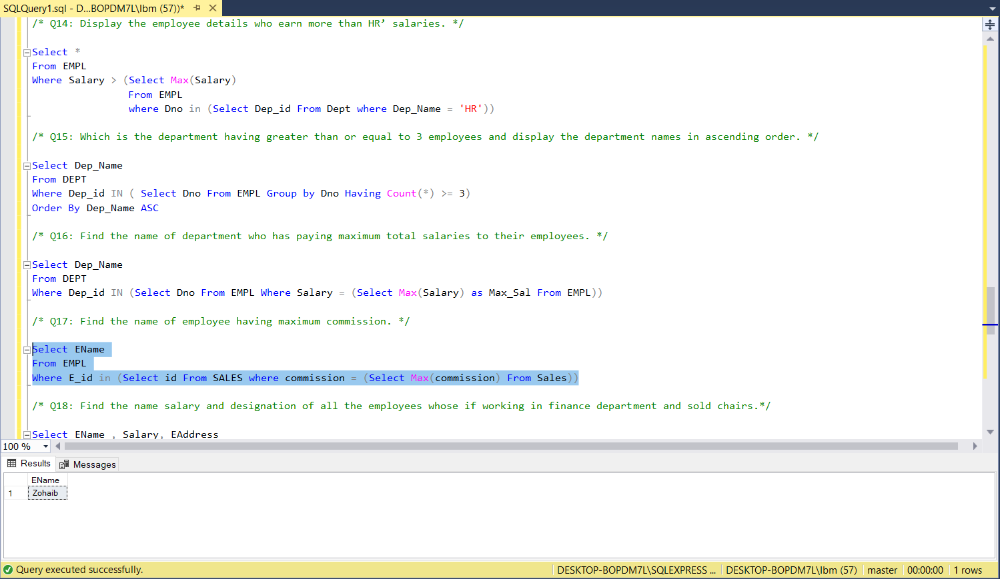 SQLQuery1.sql - D...BOPDM7L\Ibm (57))*
/* Q14: Display the employee details who earn more than HR’ salaries. */
Select *
From EMPL
Where Salary > (Select Max(Salary)
From EMPL
where Dno in (Select Dep_id From Dept where Dep_Name = 'HR'))
/* Q15: Which is the department having greater than or equal to 3 employees and display the department names in ascending order. */
Select Dep_Name
From DEPT
Where Dep_id IN ( Select Dno From EMPL Group by Dno Having Count(*) >= 3)
Order By Dep_Name ASC
/* Q16: Find the name of department who has paying maximum total salaries to their employees. */
Select Dep_Name
From DEPT
Where Dep_id IN (Select Dno From EMPL Where Salary = (Select Max(Salary) as Max_Sal From EMPL))
/* Q17: Find the name of employee having maximum commission. */
Select EName
From EMPL
Where E_id in (Select id From SALES where commission = (Select Max(commission) From Sales))
/* Q18: Find the name salary and designation of all the employees whose if working in finance department and sold chairs.*/
Select EName , Salary, EAddress
100 %
Results Messages
EName
1 Zohaib
Query executed successfully. DESKTOP-BOPDM7L\SQLEXPRESS ... DESKTOP-BOPDM7L\Ibm (57) master 00:00:00 1 rows